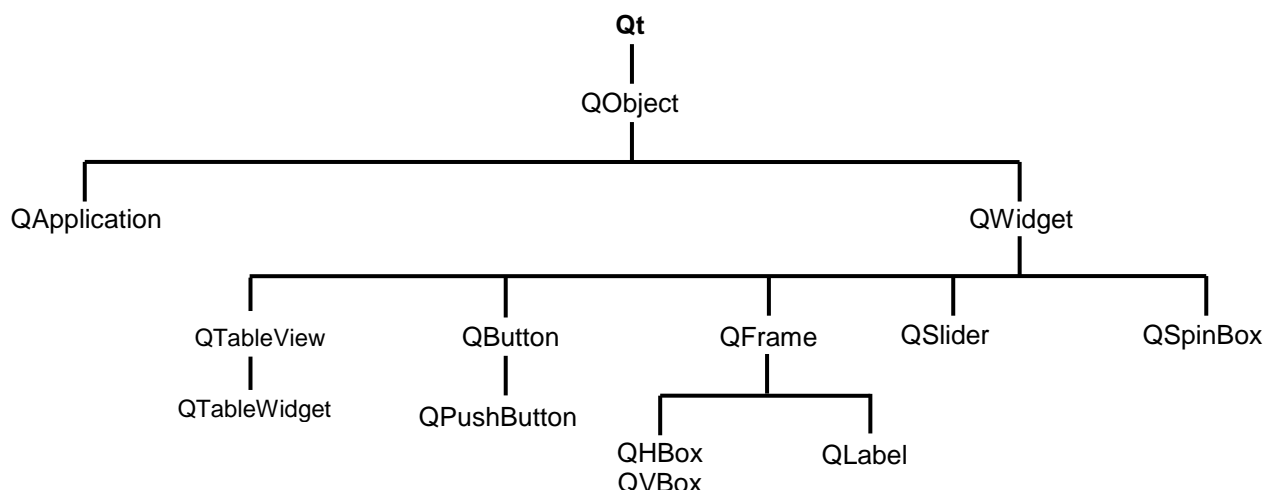 Qt
QObject
QApplication
QWidget
QTableView
QButton
QFrame
QSlider
QSpinBox
QTableWidget
QPushButton
QHBox
QVBox
QLabel